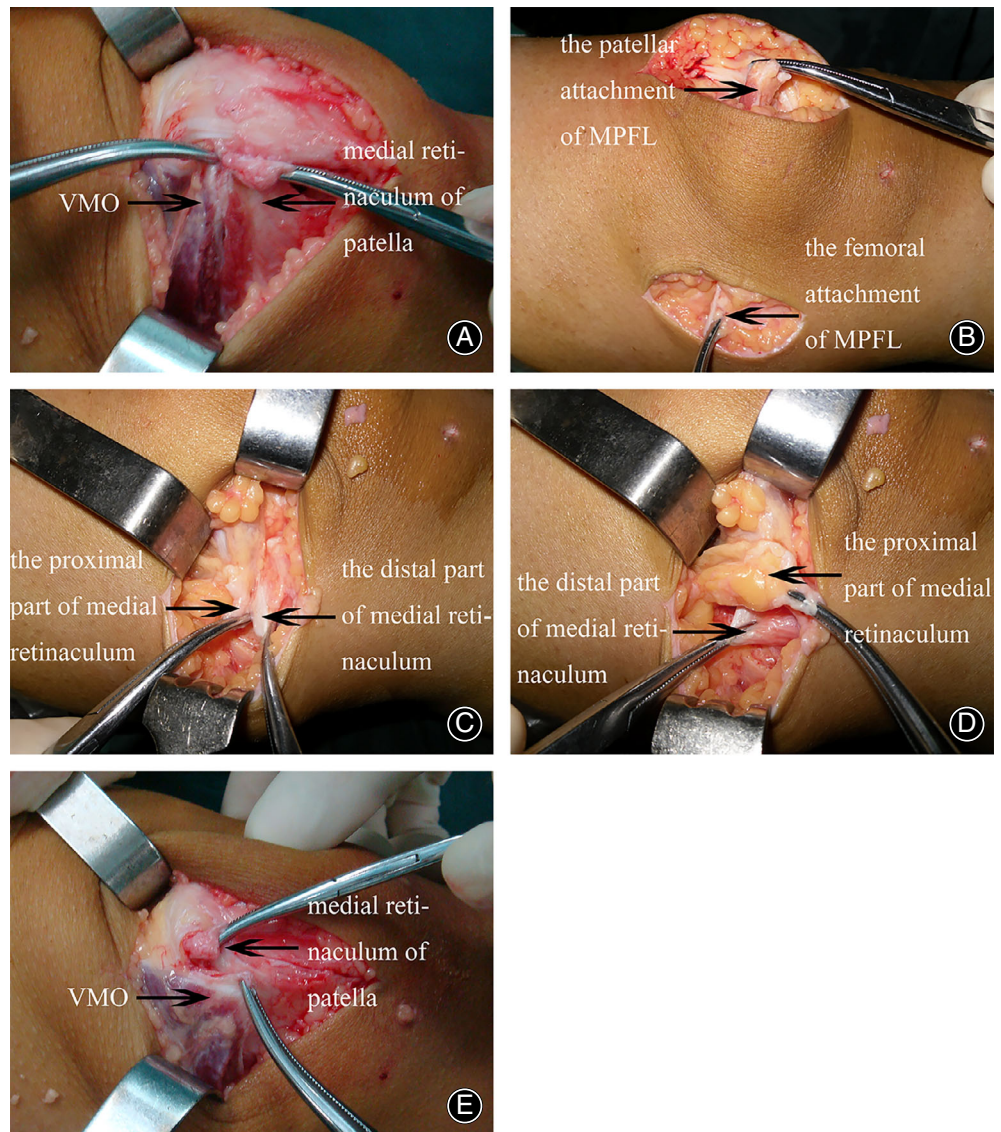 VMO
medial reti-
naculum of
patella
A
the patellar
attachment
of MPFL
the femoral
attachment
of MPFL
B
the proximal
part of medial
retinaculum
the distal part
of medial reti-
naculum
C
the distal part
of medial reti-
naculum
the proximal
part of medial
retinaculum
D
medial reti-
naculum of
patella
VMO
E